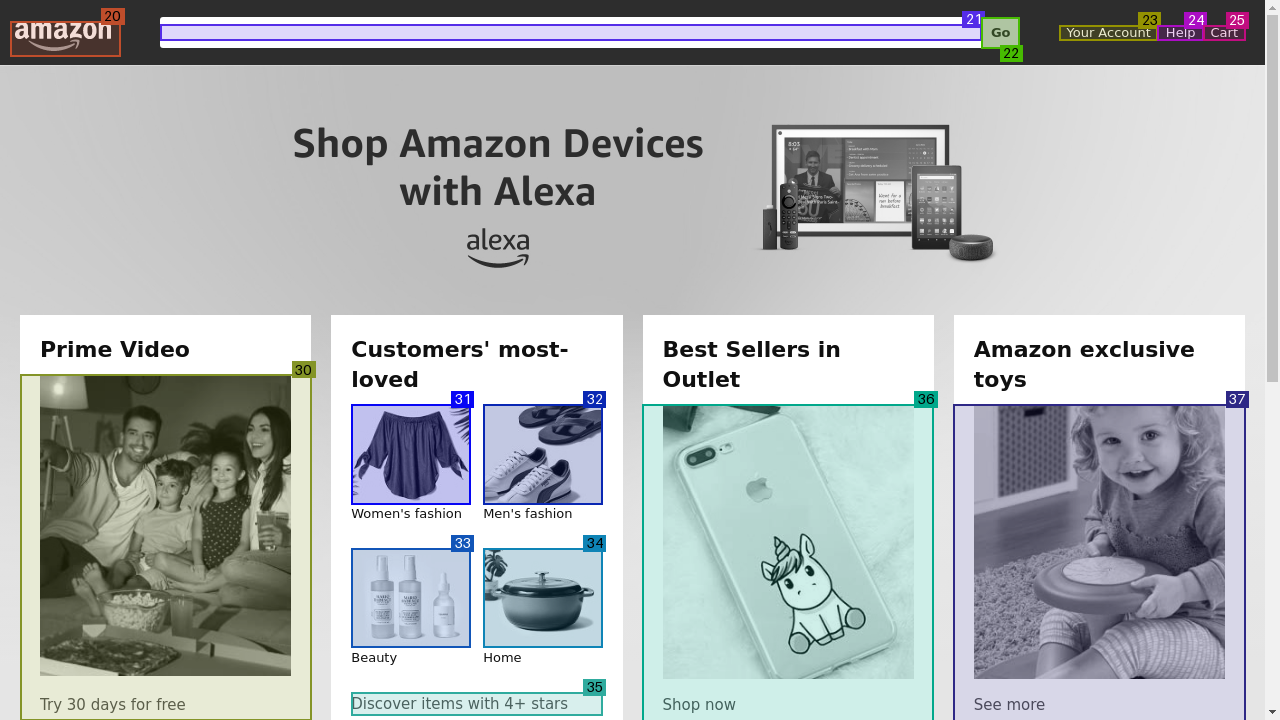 20
amazon
21
Go
22
23
Your Account
24
Help
25
Cart
Shop Amazon Devices
with Alexa
alexa
Prime Video
30
Try 30 days for free
Customers' most-
loved
31
Women's fashion
32
Men's fashion
33
Beauty
34
Home
35
Discover items with 4+ stars
Best Sellers in
Outlet
36
Shop now
Amazon exclusive
toys
37
See more